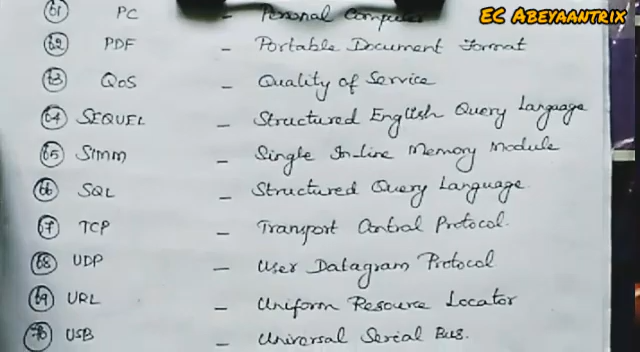 EC ABEYAANTRIX
61 PC - Personal Computer
62 PDF - Portable Document Format
63 QoS - Quality of Service
64 SEQUEL - Structured English Query Language
65 SIMM - Single In-line Memory Module
66 SQL - Structured Query Language.
67 TCP - Transport Control Protocol.
68 UDP - User Datagram Protocol
69 URL - Uniform Resource Locator
70 USB - Universal Serial Bus.